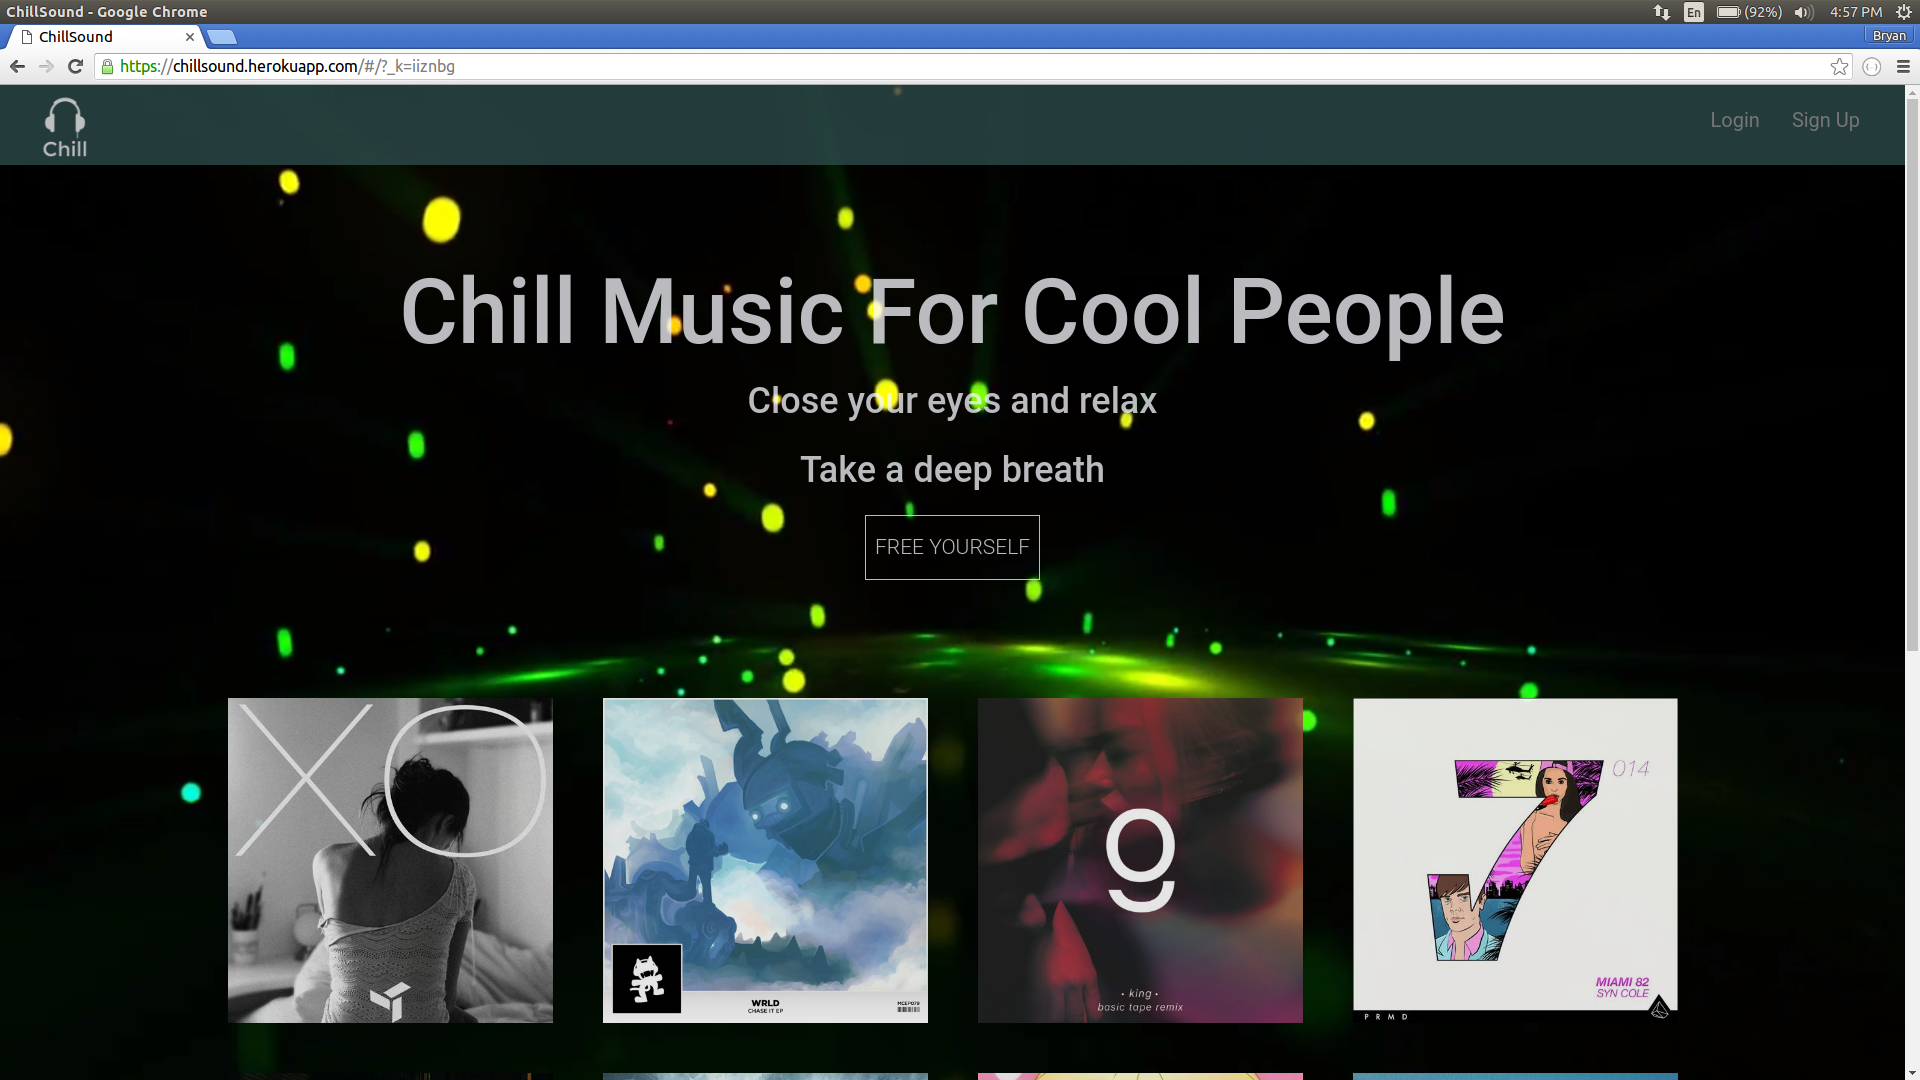 ChillSound - Google Chrome
En
(92%)
4:57 PM
ChillSound
Bryan
https://chillsound.herokuapp.com/#/?_k=iiznbg
Chill
Login
Sign Up
Chill Music For Cool People
Close your eyes and relax
Take a deep breath
FREE YOURSELF
XO
WRLD
CHASE IT EP
MCEP079
g
• king •
basic tape remix
014
7
MIAMI 82
SYN COLE
PRMD